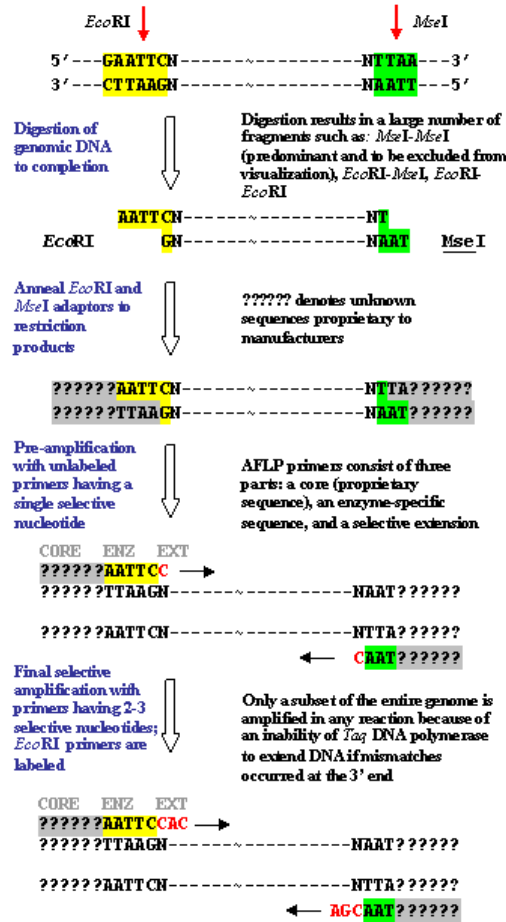 EcoRI MseI
5′--- GAATTCN--------~-----------NTTAA---3′
3′--- CTTAAGN--------~-----------NAATT---5′
Digestion of
genomic DNA
to completion
Digestion results in a large number of
fragments such as: MseI-MseI
(predominant and to be excluded from
visualization), EcoRI-MseI, EcoRI-
EcoRI
AATTCN--------~-----------NT
EcoRI GN--------~-----------NAAT MseI
Anneal EcoRI and
MseI adaptors to
restriction
products
?????? denotes unknown
sequences proprietary to
manufacturers
??????AATTCN--------~-----------NTTA??????
??????TTAAGN--------~-----------NAAT??????
Pre-amplification
with unlabeled
primers having a
single selective
nucleotide
AFLP primers consist of three
parts: a core (proprietary
sequence), an enzyme-specific
sequence, and a selective extension
CORE ENZ EXT
??????AATTCC
??????TTAAGN--------~-----------NAAT??????
??????AATTCN--------~-----------NTTA??????
CAAT??????
Final selective
amplification with
primers having 2-3
selective nucleotides;
EcoRI primers are
labeled
Only a subset of the entire genome is
amplified in any reaction because of
an inability of Taq DNA polymerase
to extend DNA if mismatches
occurred at the 3’ end
CORE ENZ EXT
??????AATTCCAC
??????TTAAGN--------~-----------NAAT??????
??????AATTCN--------~-----------NTTA??????
AGCAAT??????